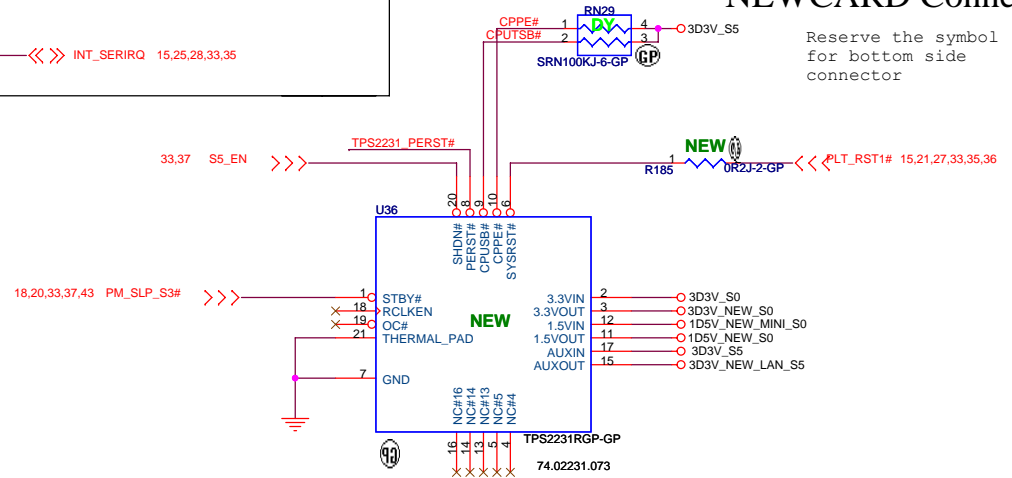 NEWCARD Conne
Reserve the symbol
for bottom side
connector
INT_SERIRQ 15,25,28,33,35
RN29
CPPE# 1 DY 4 3D3V_S5
CPUTSB# 2 3
SRN100KJ-6-GP GP
TPS2231_PERST#
33,37 S5_EN
NEW
R185 1 0R2J-2-GP PLT_RST1# 15,21,27,33,35,36
U36
20 8 9 10 6
SHDN# PERST# CPUSB# CPPE# SYSRST#
18,20,33,37,43 PM_SLP_S3# 1 STBY#
18 RCLKEN
19 OC#
21 THERMAL_PAD
7 GND
NEW
3.3VIN 2 3D3V_S0
3.3VOUT 3 3D3V_NEW_S0
1.5VIN 12 1D5V_NEW_MINI_S0
1.5VOUT 11 1D5V_NEW_S0
AUXIN 17 3D3V_S5
AUXOUT 15 3D3V_NEW_LAN_S5
NC#16 NC#14 NC#13 NC#5 NC#4
16 14 13 5 4
TPS2231RGP-GP
GP
74.02231.073